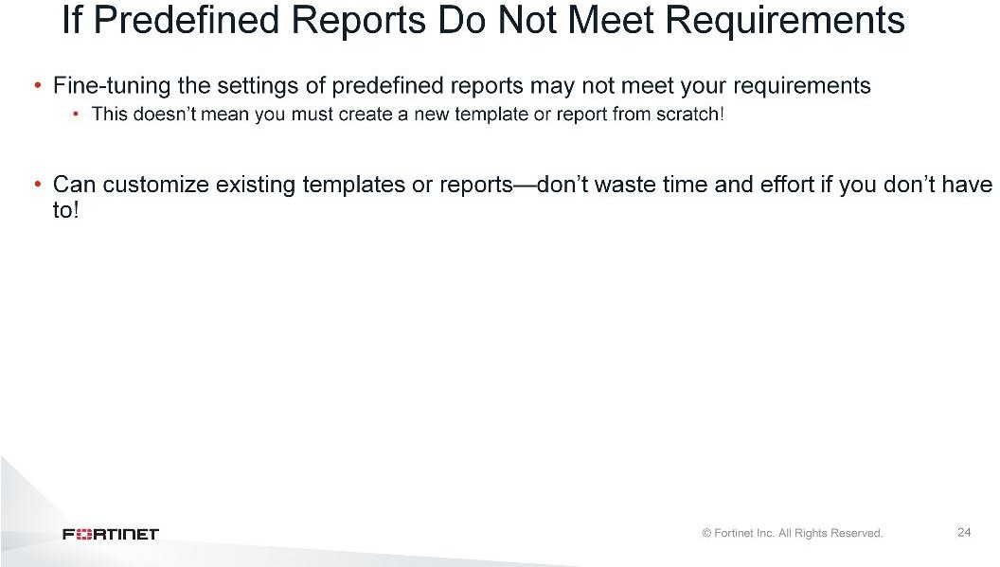 If Predefined Reports Do Not Meet Requirements
• Fine-tuning the settings of predefined reports may not meet your requirements
• This doesn’t mean you must create a new template or report from scratch!
• Can customize existing templates or reports—don’t waste time and effort if you don’t have
to!
FORTINET
© Fortinet Inc. All Rights Reserved.
24